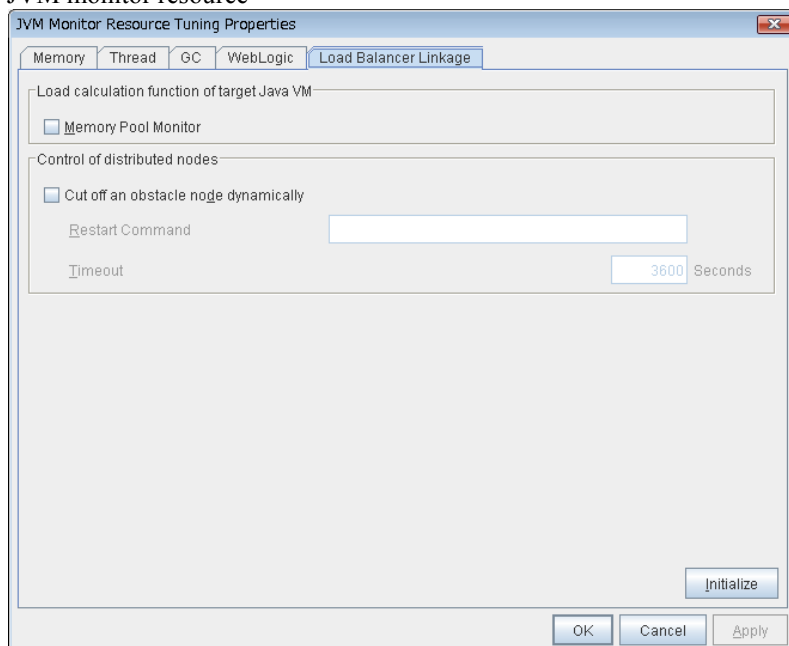 JVM monitor resource
JVM Monitor Resource Tuning Properties
Memory Thread GC WebLogic Load Balancer Linkage
Load calculation function of target Java VM
Memory Pool Monitor
Control of distributed nodes
Cut off an obstacle node dynamically
Restart Command
Timeout 3600 Seconds
Initialize
OK Cancel Apply